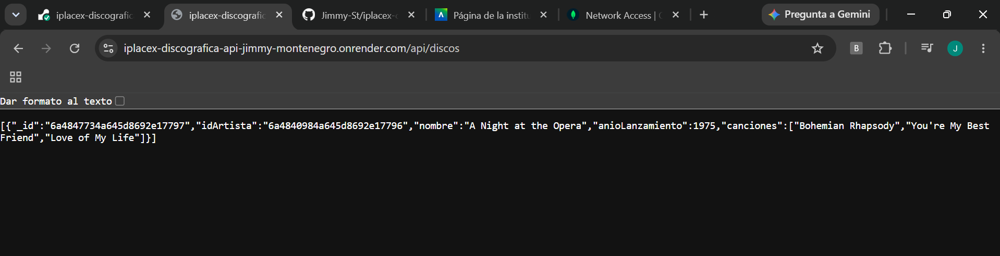 iplacex-discografic
iplacex-discografic
Jimmy-St/iplacex-d
Página de la institu
Network Access | C
Pregunta a Gemini
iplacex-discografica-api-jimmy-montenegro.onrender.com/api/discos
B
J
Dar formato al texto
[{"_id":"6a4847734a645d8692e17797","idArtista":"6a4840984a645d8692e17796","nombre":"A Night at the Opera","anioLanzamiento":1975,"canciones":["Bohemian Rhapsody","You're My Best
Friend","Love of My Life"]}]